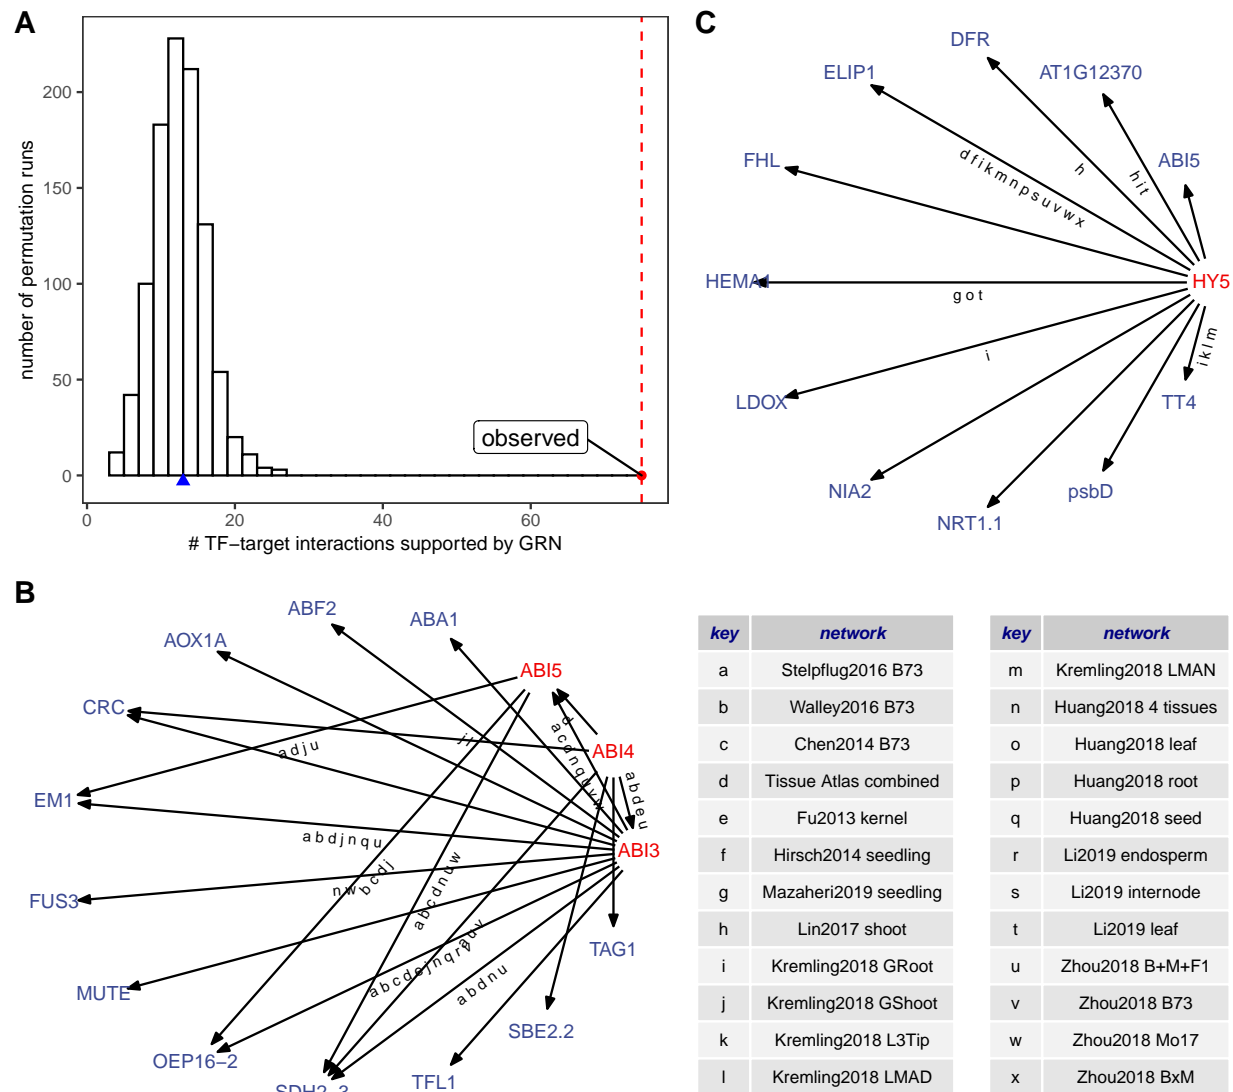 A
number of permutation runs
200
150
100
50
0
0
20
40
60
observed
# TF−target interactions supported by GRN
C
DFR
ELIP1
AT1G12370
FHL
ABI5
HY5
LDOX
TT4
NIA2
psbD
NRT1.1
d f i k m n p s u v w x
h
h i t
g o t
i
i k l m
B
ABF2
ABA1
AOX1A
ABI5
CRC
ABI4
EM1
ABI3
FUS3
TAG1
MUTE
SBE2.2
OEP16−2
TFL1
a d j u
a b d e u
a b d j n q u
n w
b c d j
a b c d n u w
a b d n u
key network
a Stelpflug2016 B73
b Walley2016 B73
c Chen2014 B73
d Tissue Atlas combined
e Fu2013 kernel
f Hirsch2014 seedling
g Mazaheri2019 seedling
h Lin2017 shoot
i Kremling2018 GRoot
j Kremling2018 GShoot
k Kremling2018 L3Tip
l Kremling2018 LMAD
key network
m Kremling2018 LMAN
n Huang2018 4 tissues
o Huang2018 leaf
p Huang2018 root
q Huang2018 seed
r Li2019 endosperm
s Li2019 internode
t Li2019 leaf
u Zhou2018 B+M+F1
v Zhou2018 B73
w Zhou2018 Mo17
x Zhou2018 BxM